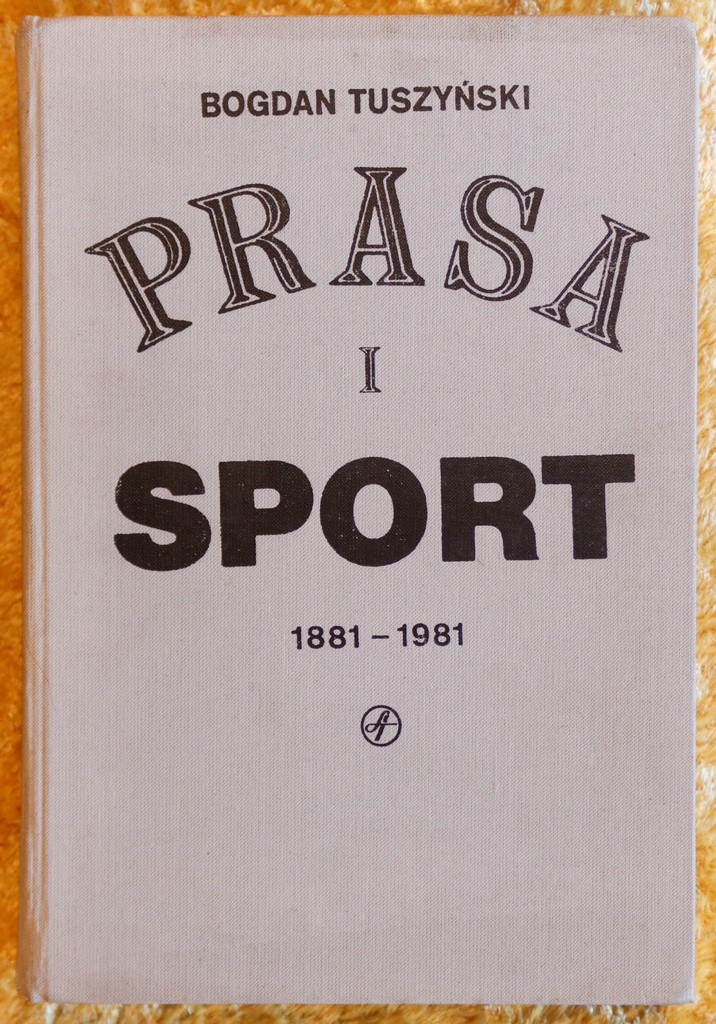 BOGDAN TUSZYŃSKI
PRASA
I
SPORT
1881 – 1981